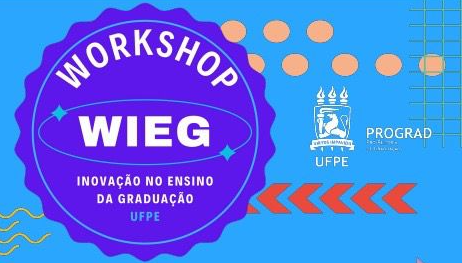 WORKSHOP
WIEG
INOVAÇÃO NO ENSINO
DA GRADUAÇÃO
UFPE
UFPE
PROGRAD